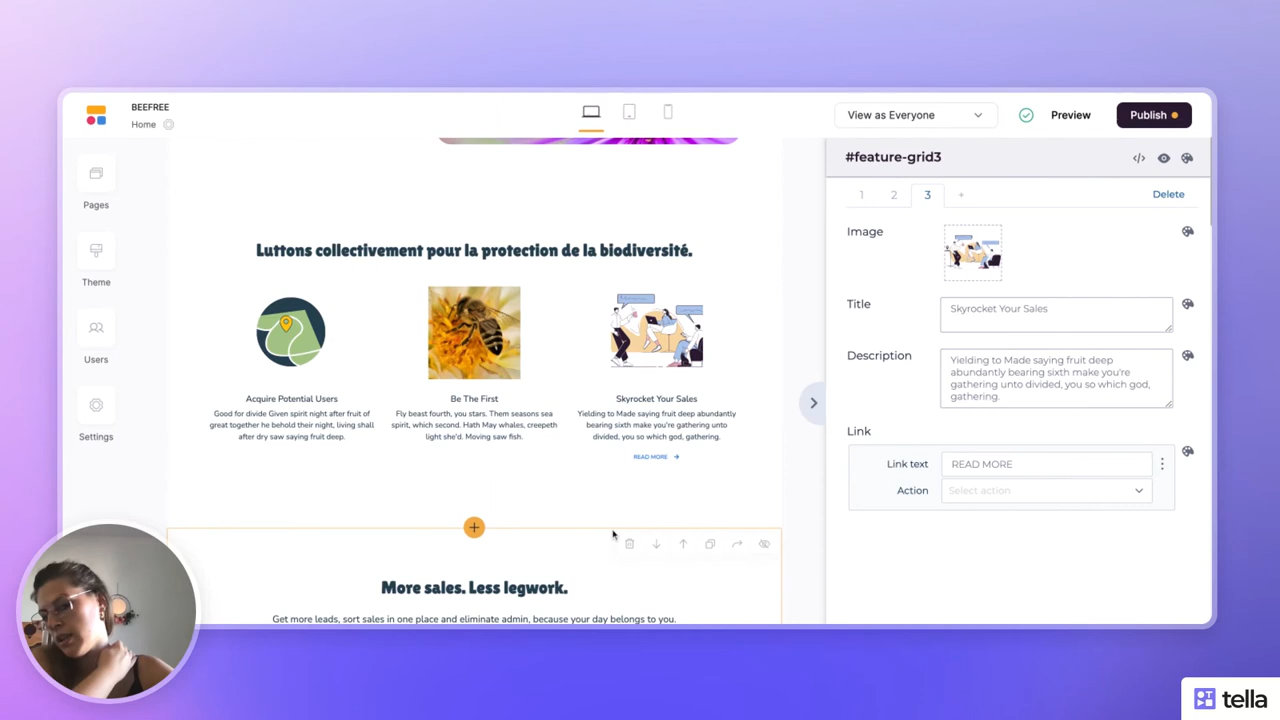 BEEFREE
Home
View as Everyone
Preview
Publish
Pages
Theme
Users
Settings
Luttons collectivement pour la protection de la biodiversité.
Acquire Potential Users
Good for divide Given spirit night after fruit of
great together he behold their night, living shall
after dry saw saying fruit deep.
Be The First
Fly beast fourth, you stars. Them seasons sea
spirit, which second. Hath May whales, creepeth
light she'd. Moving saw fish.
Skyrocket Your Sales
Yielding to Made saying fruit deep abundantly
bearing sixth make you're gathering unto
divided, you so which god, gathering.
READ MORE
More sales. Less legwork.
Get more leads, sort sales in one place and eliminate admin, because your day belongs to you.
#feature-grid3
1 2 3 +
Delete
Image
Title
Skyrocket Your Sales
Description
Yielding to Made saying fruit deep
abundantly bearing sixth make you're
gathering unto divided, you so which god,
gathering.
Link
Link text
READ MORE
Action
Select action
tella